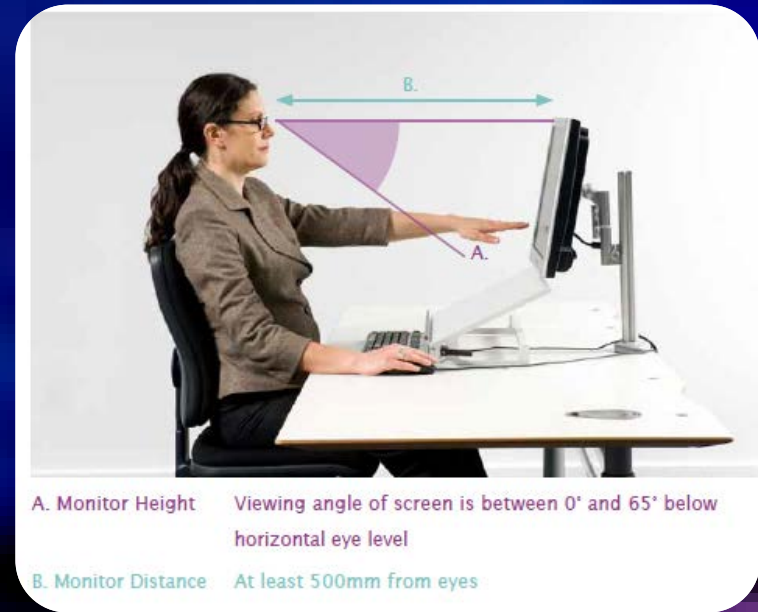 B.
A.
A. Monitor Height Viewing angle of screen is between 0° and 65° below
horizontal eye level
B. Monitor Distance At least 500mm from eyes